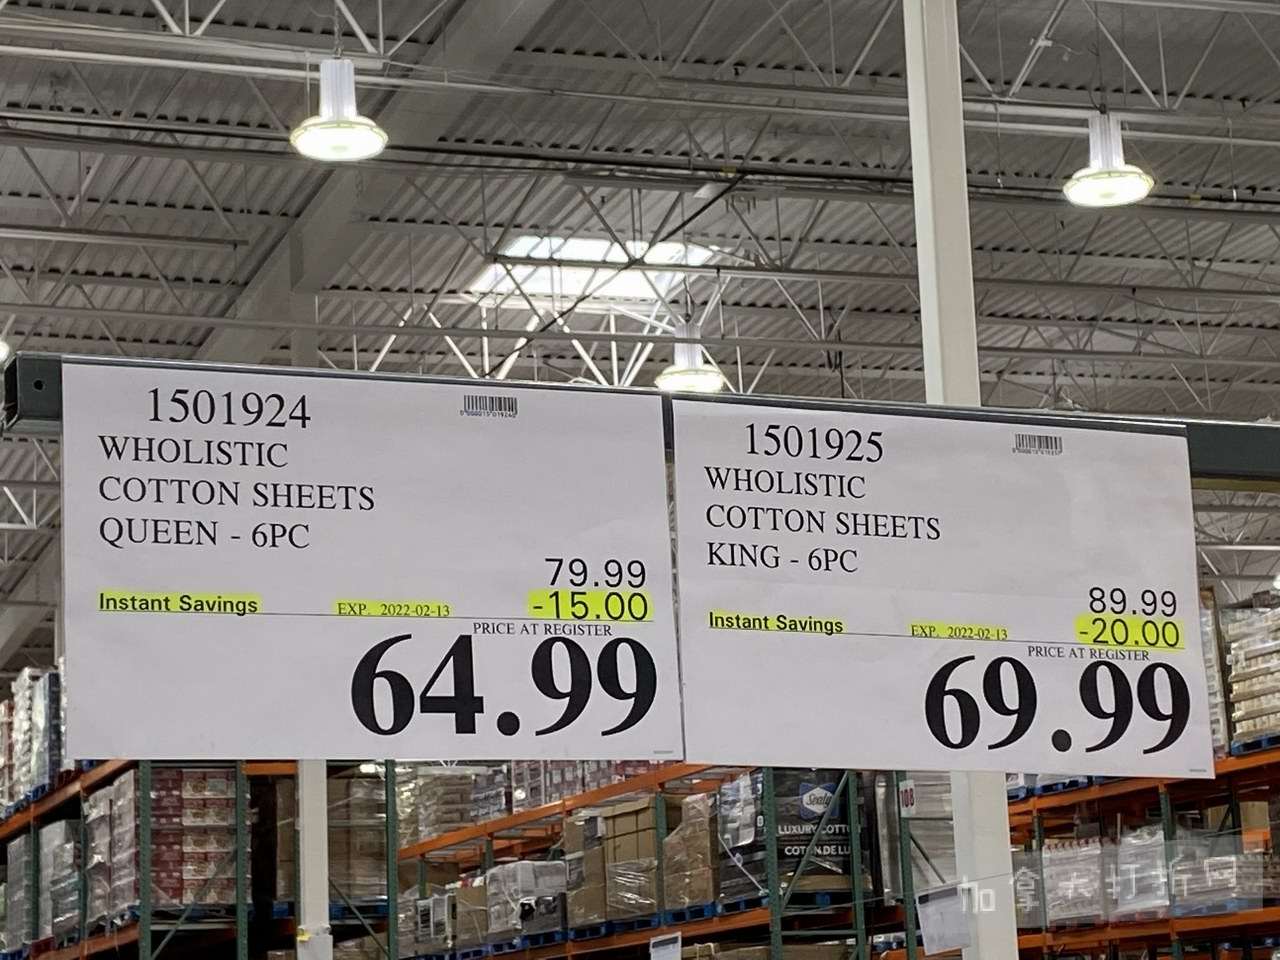 1501924
WHOLISTIC
COTTON SHEETS
QUEEN - 6PC
79.99
Instant Savings EXP. 2022-02-13 -15.00
PRICE AT REGISTER
64.99
1501925
WHOLISTIC
COTTON SHEETS
KING - 6PC
89.99
Instant Savings EXP. 2022-02-13 -20.00
PRICE AT REGISTER
69.99
Sealy
LUXURY COTT
COTON DE LU
108
加拿大打折网